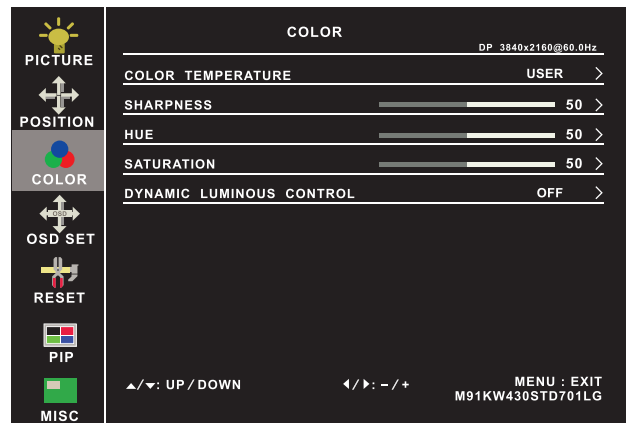 PICTURE
POSITION
COLOR
OSD
OSD SET
RESET
PIP
MISC
COLOR
DP 3840x2160@60.0Hz
COLOR TEMPERATURE USER >
SHARPNESS 50 >
HUE 50 >
SATURATION 50 >
DYNAMIC LUMINOUS CONTROL OFF >
▲/▼: UP / DOWN ◀/▶: – / + MENU : EXIT
M91KW430STD701LG